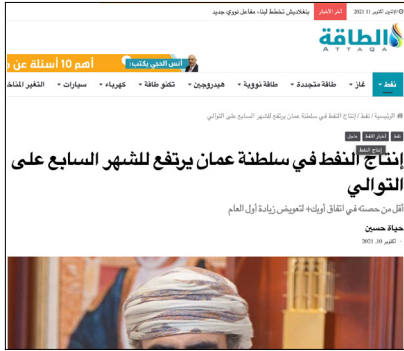 الإثنين, أكتوبر 11 2021
آخر الأخبار
بنغلاديش تخطط لبناء مفاعل نووي جديد
الطاقة
ATTAQA
أنس الحجي يكتب:
أهم 10 أسئلة عن
نفط
غاز
طاقة متجددة
طاقة نووية
هيدروجين
تكنو طاقة
كهرباء
سيارات
التغير المناخ
الرئيسية / نفط / إنتاج النفط في سلطنة عمان يرتفع للشهر السابع على التوالي
نفط
أخبار النفط
عاجل
إنتاج النفط
إنتاج النفط في سلطنة عمان يرتفع للشهر السابع على
التوالي
أقل من حصته في اتفاق أوبك+ لتعويض زيادة أول العام
حياة حسين
أكتوبر 10, 2021